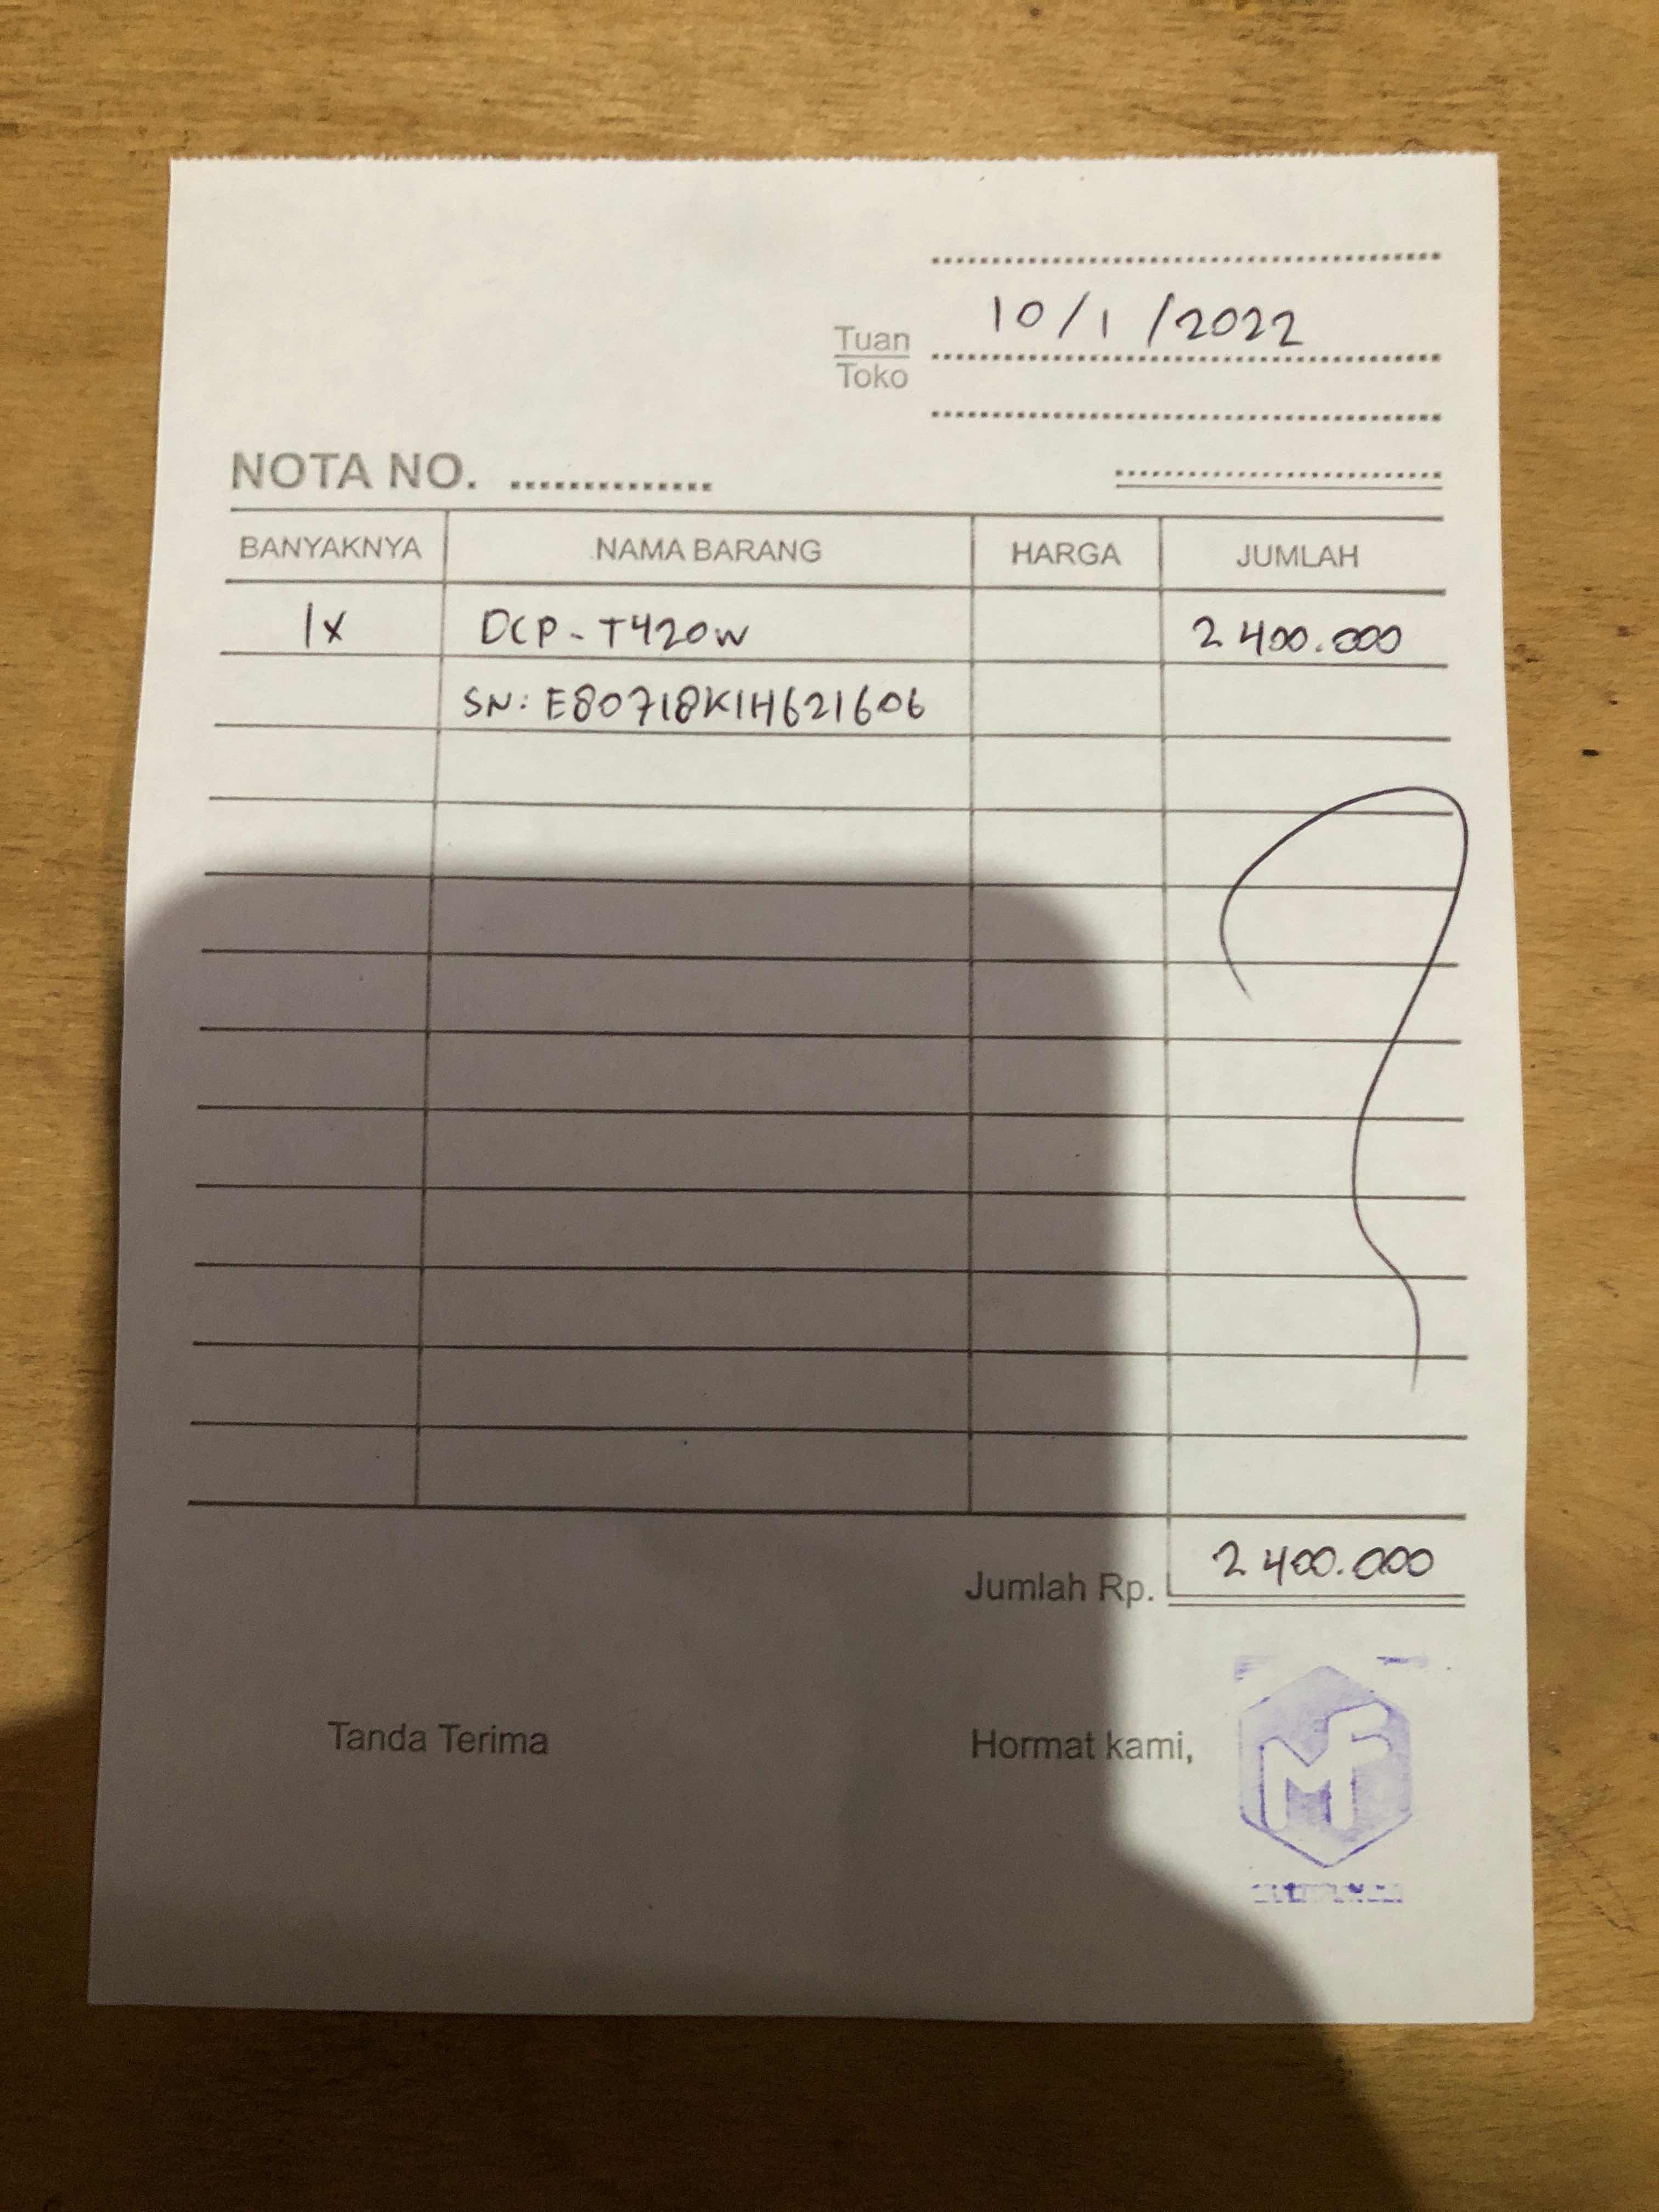 10/1/2022
Tuan
Toko
NOTA NO. ..............
BANYAKNYA NAMA BARANG HARGA JUMLAH
1x DCP-T420W 2 400.000
SN: E80718K1H621606
Jumlah Rp. 2 400.000
Tanda Terima Hormat kami,
MF